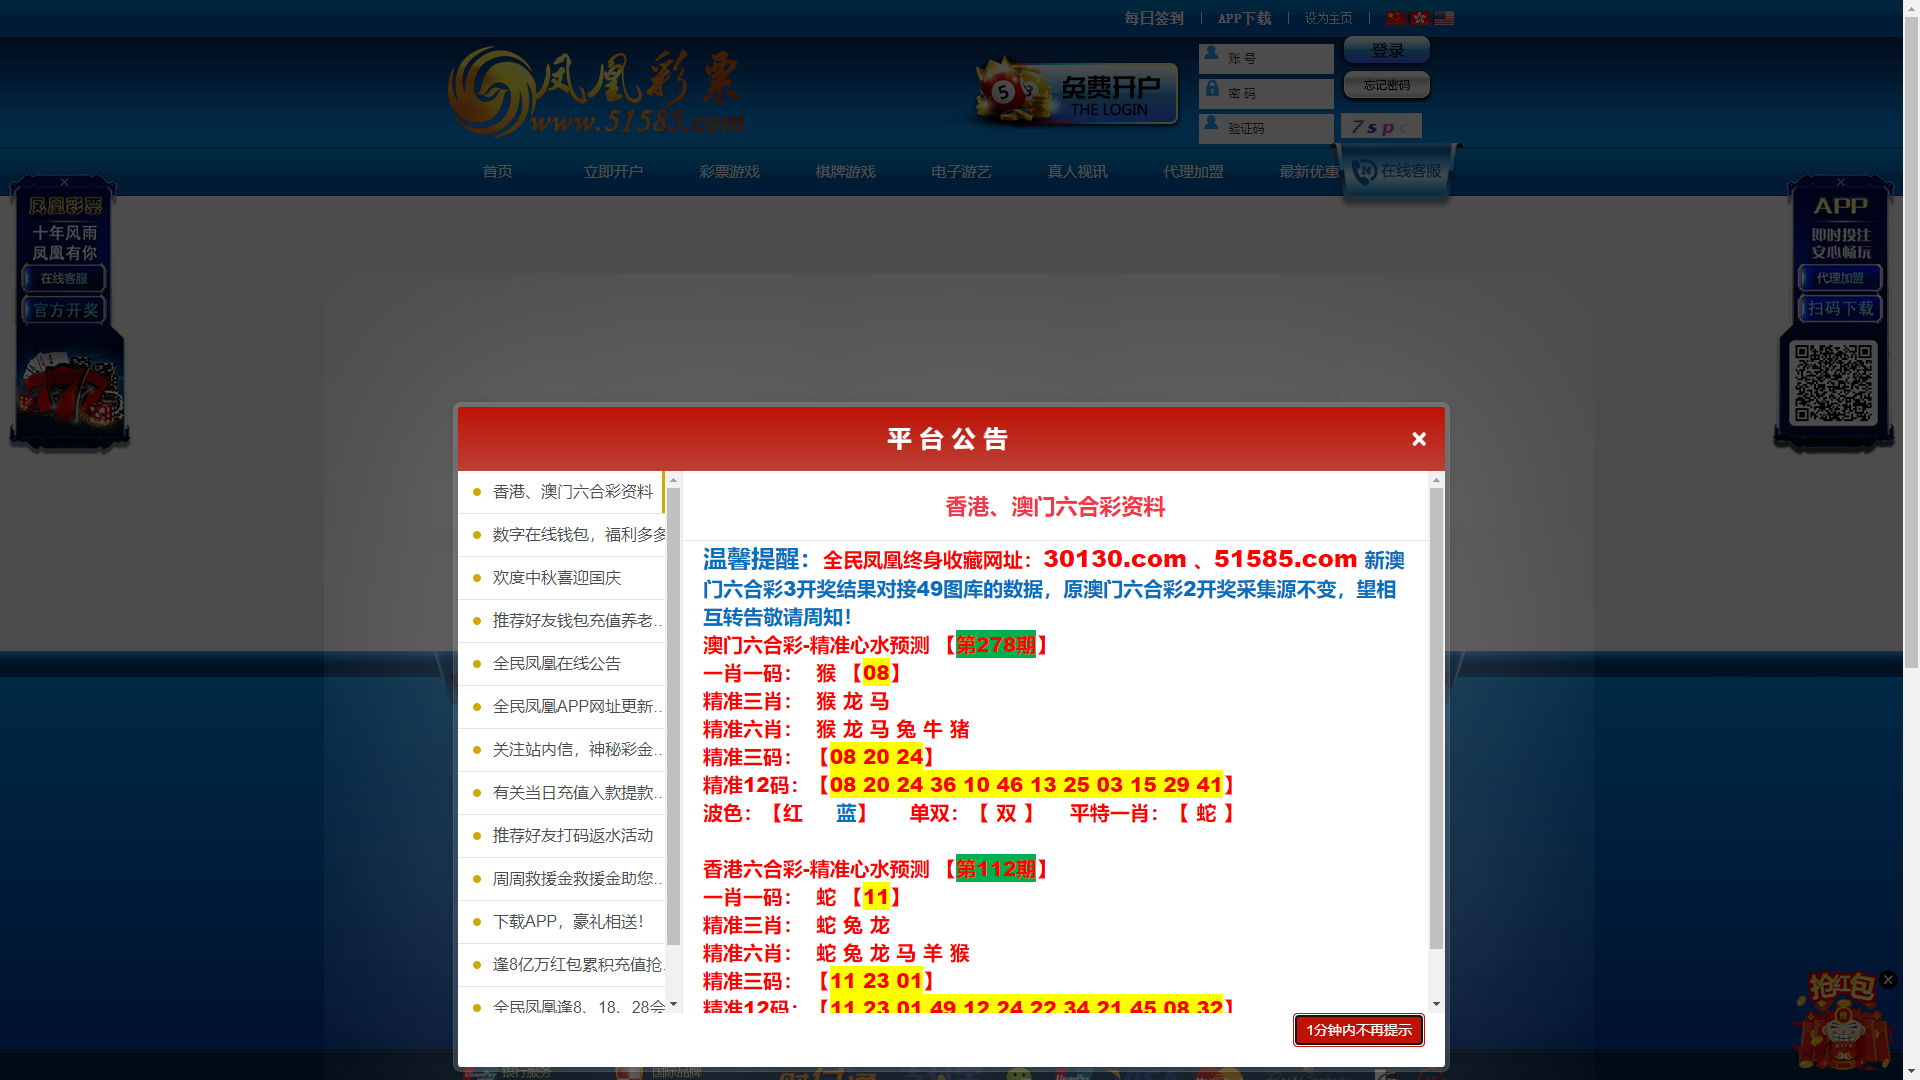 每日签到 | APP下载 | 设为主页 |
凤凰彩票
www.51585.com
免费开户
THE LOGIN
账 号
登录
密 码
忘记密码
验证码
7spc
首页 立即开户 彩票游戏 棋牌游戏 电子游艺 真人视讯 代理加盟 最新优惠
24 在线客服
凤凰彩票
十年风雨
凤凰有你
在线客服
官方开奖
777
APP
即时投注
安心畅玩
代理加盟
扫码下载
平台公告
×
香港、澳门六合彩资料
数字在线钱包，福利多多
欢度中秋喜迎国庆
推荐好友钱包充值养老...
全民凤凰在线公告
全民凤凰APP网址更新...
关注站内信，神秘彩金...
有关当日充值入款提款...
推荐好友打码返水活动
周周救援金救援金助您...
下载APP，豪礼相送！
逢8亿万红包累积充值抢...
全民凤凰逢8、18、28会
香港、澳门六合彩资料
温馨提醒：全民凤凰终身收藏网址：30130.com 、51585.com 新澳
门六合彩3开奖结果对接49图库的数据，原澳门六合彩2开奖采集源不变，望相
互转告敬请周知！
澳门六合彩-精准心水预测 【第278期】
一肖一码： 猴 【08】
精准三肖： 猴 龙 马
精准六肖： 猴 龙 马 兔 牛 猪
精准三码： 【08 20 24】
精准12码： 【08 20 24 36 10 46 13 25 03 15 29 41】
波色： 【红 蓝】 单双： 【 双 】 平特一肖： 【 蛇 】
香港六合彩-精准心水预测 【第112期】
一肖一码： 蛇 【11】
精准三肖： 蛇 兔 龙
精准六肖： 蛇 兔 龙 马 羊 猴
精准三码： 【11 23 01】
精准12码： 【11 23 01 49 12 24 22 34 21 45 08 32】
1分钟内不再提示
抢红包
银行服务
国际品牌